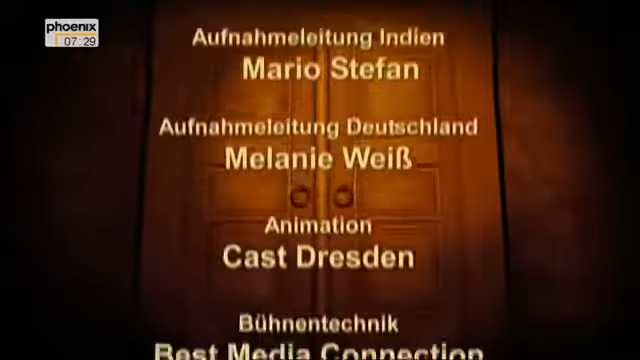 phoenix
07:29
Aufnahmeleitung Indien
Mario Stefan
Aufnahmeleitung Deutschland
Melanie Weiß
Animation
Cast Dresden
Bühnentechnik
Best Media Connection